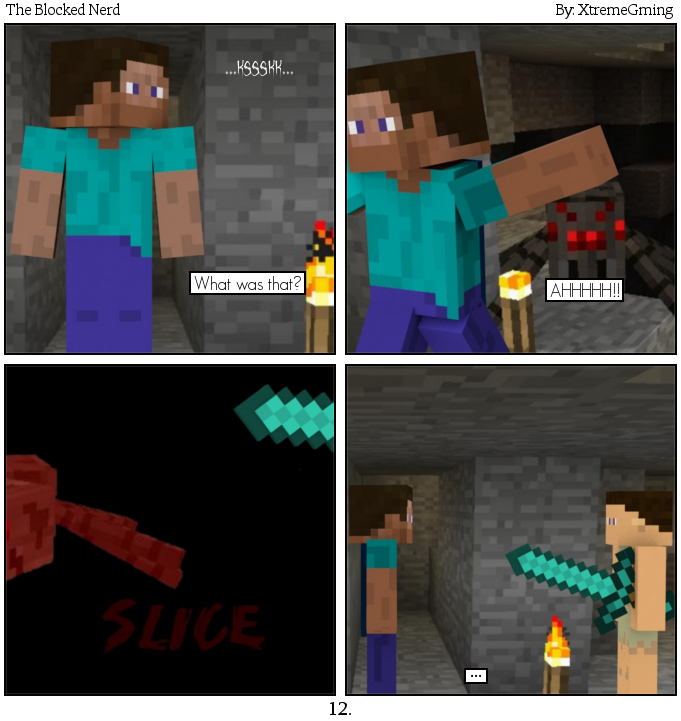 The Blocked Nerd
By: XtremeGming
...KSSSKK...
What was that?
AHHHHH!!
SLICE
...
12.